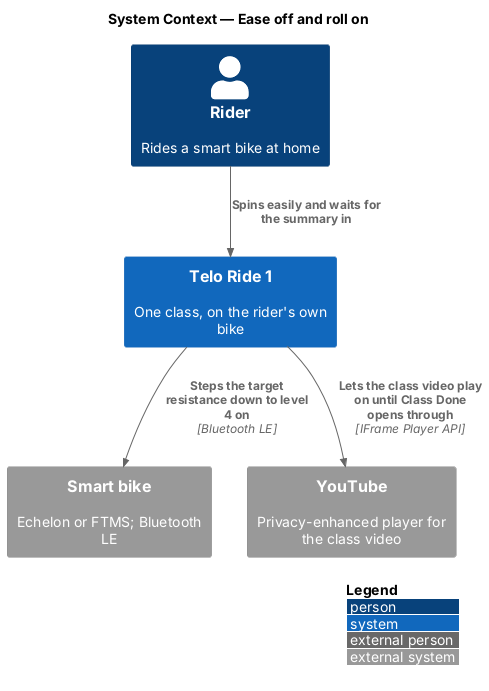 System Context — Ease off and roll on
Rider
Rides a smart bike at home
Spins easily and waits for
the summary in
Telo Ride 1
One class, on the rider's own
bike
Steps the target
resistance down to level
4 on
[Bluetooth LE]
Lets the class video play
on until Class Done
opens through
[IFrame Player API]
Smart bike
Echelon or FTMS; Bluetooth
LE
YouTube
Privacy-enhanced player for
the class video
Legend
person
system
external person
external system